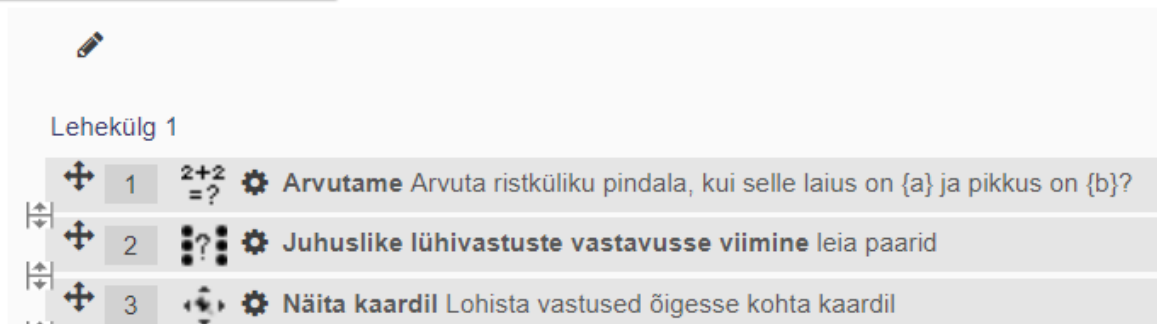 Lehekülg 1
1 2+2 =? Arvutame Arvuta ristküliku pindala, kui selle laius on {a} ja pikkus on {b}?
2 ? Juhuslike lühivastuste vastavusse viimine leia paarid
3 Näita kaardil Lohista vastused õigesse kohta kaardil